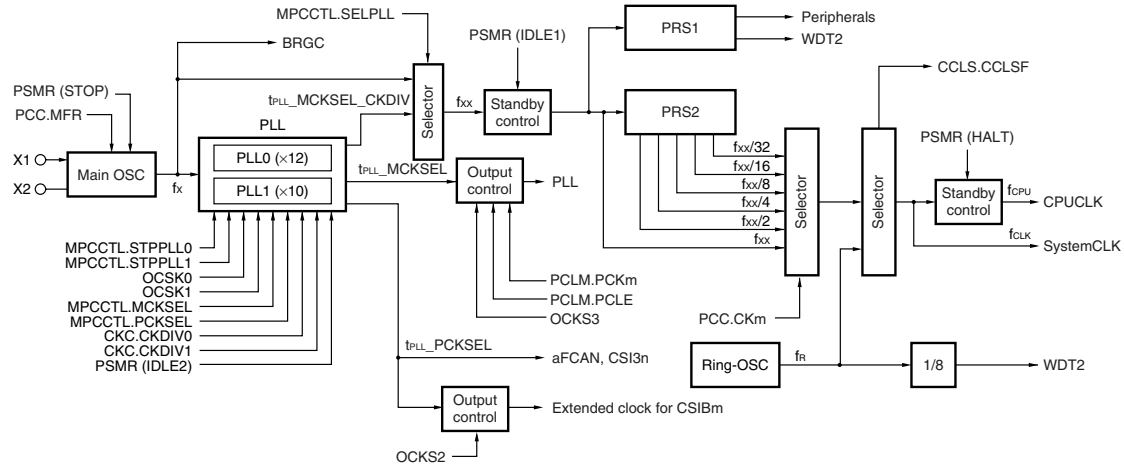 MPCCTL.SELPLL
BRGC
PSMR (IDLE1)
PRS1
Peripherals
WDT2
CCLS.CCLSF
PSMR (STOP)
PCC.MFR
tPLL_MCKSEL_CKDIV
Selector
fxx
Standby
control
PLL
PRS2
PSMR (HALT)
X1
X2
Main OSC
fX
PLL0 (×12)
PLL1 (×10)
tPLL_MCKSEL
Output
control
PLL
fxx/32
fxx/16
fxx/8
fxx/4
fxx/2
fxx
Selector
Selector
Standby
control
fCPU
CPUCLK
fCLK
SystemCLK
MPCCTL.STPPLL0
MPCCTL.STPPLL1
OCSK0
OCSK1
MPCCTL.MCKSEL
MPCCTL.PCKSEL
CKC.CKDIV0
CKC.CKDIV1
PSMR (IDLE2)
PCLM.PCKm
PCLM.PCLE
OCKS3
PCC.CKm
tPLL_PCKSEL
aFCAN, CSI3n
Ring-OSC
fR
1/8
WDT2
Output
control
Extended clock for CSIBm
OCKS2